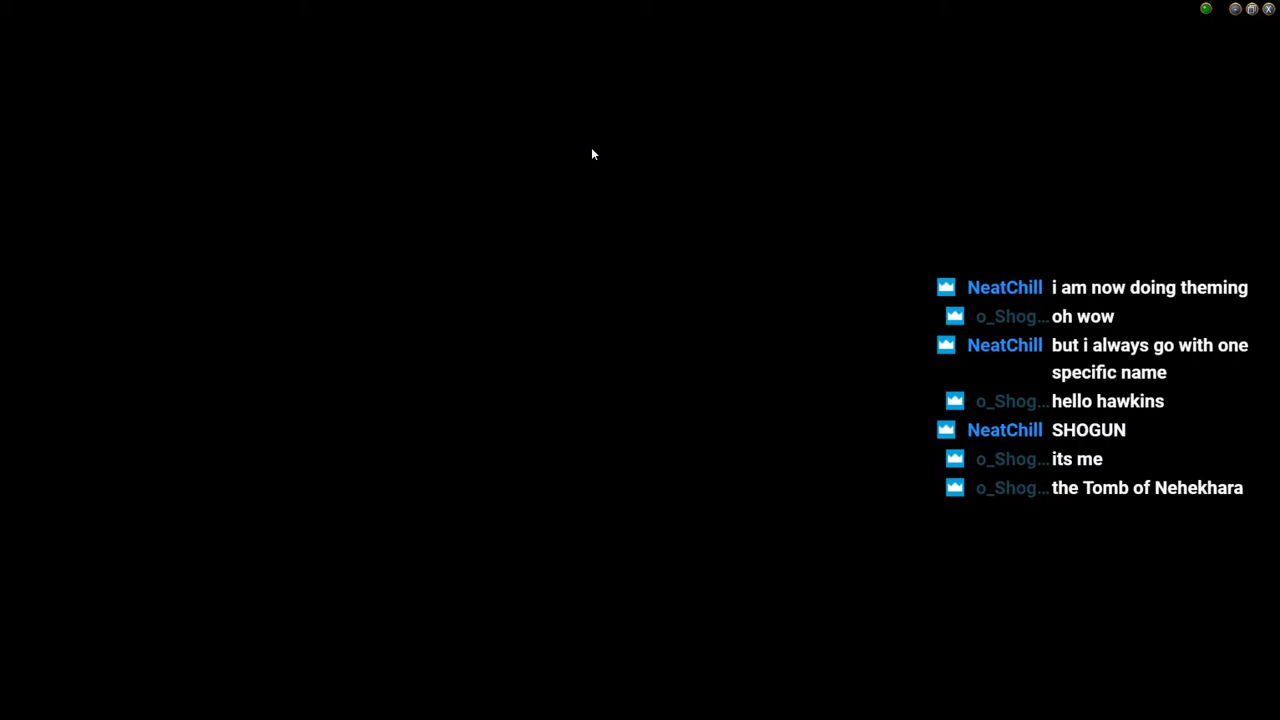 NeatChill i am now doing theming
o_Shog... oh wow
NeatChill but i always go with one
specific name
o_Shog... hello hawkins
NeatChill SHOGUN
o_Shog... its me
o_Shog... the Tomb of Nehekhara